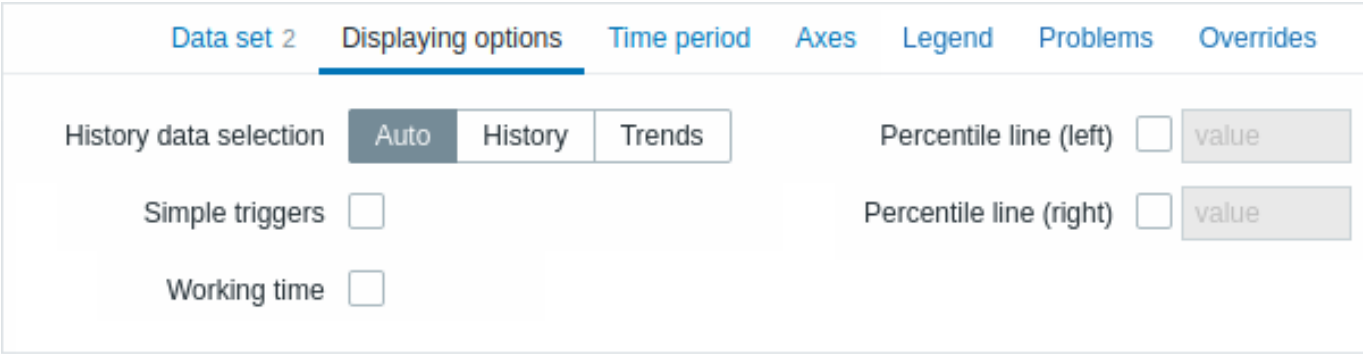 Data set 2 Displaying options Time period Axes Legend Problems Overrides
History data selection Auto History Trends Percentile line (left) value
Simple triggers Percentile line (right) value
Working time